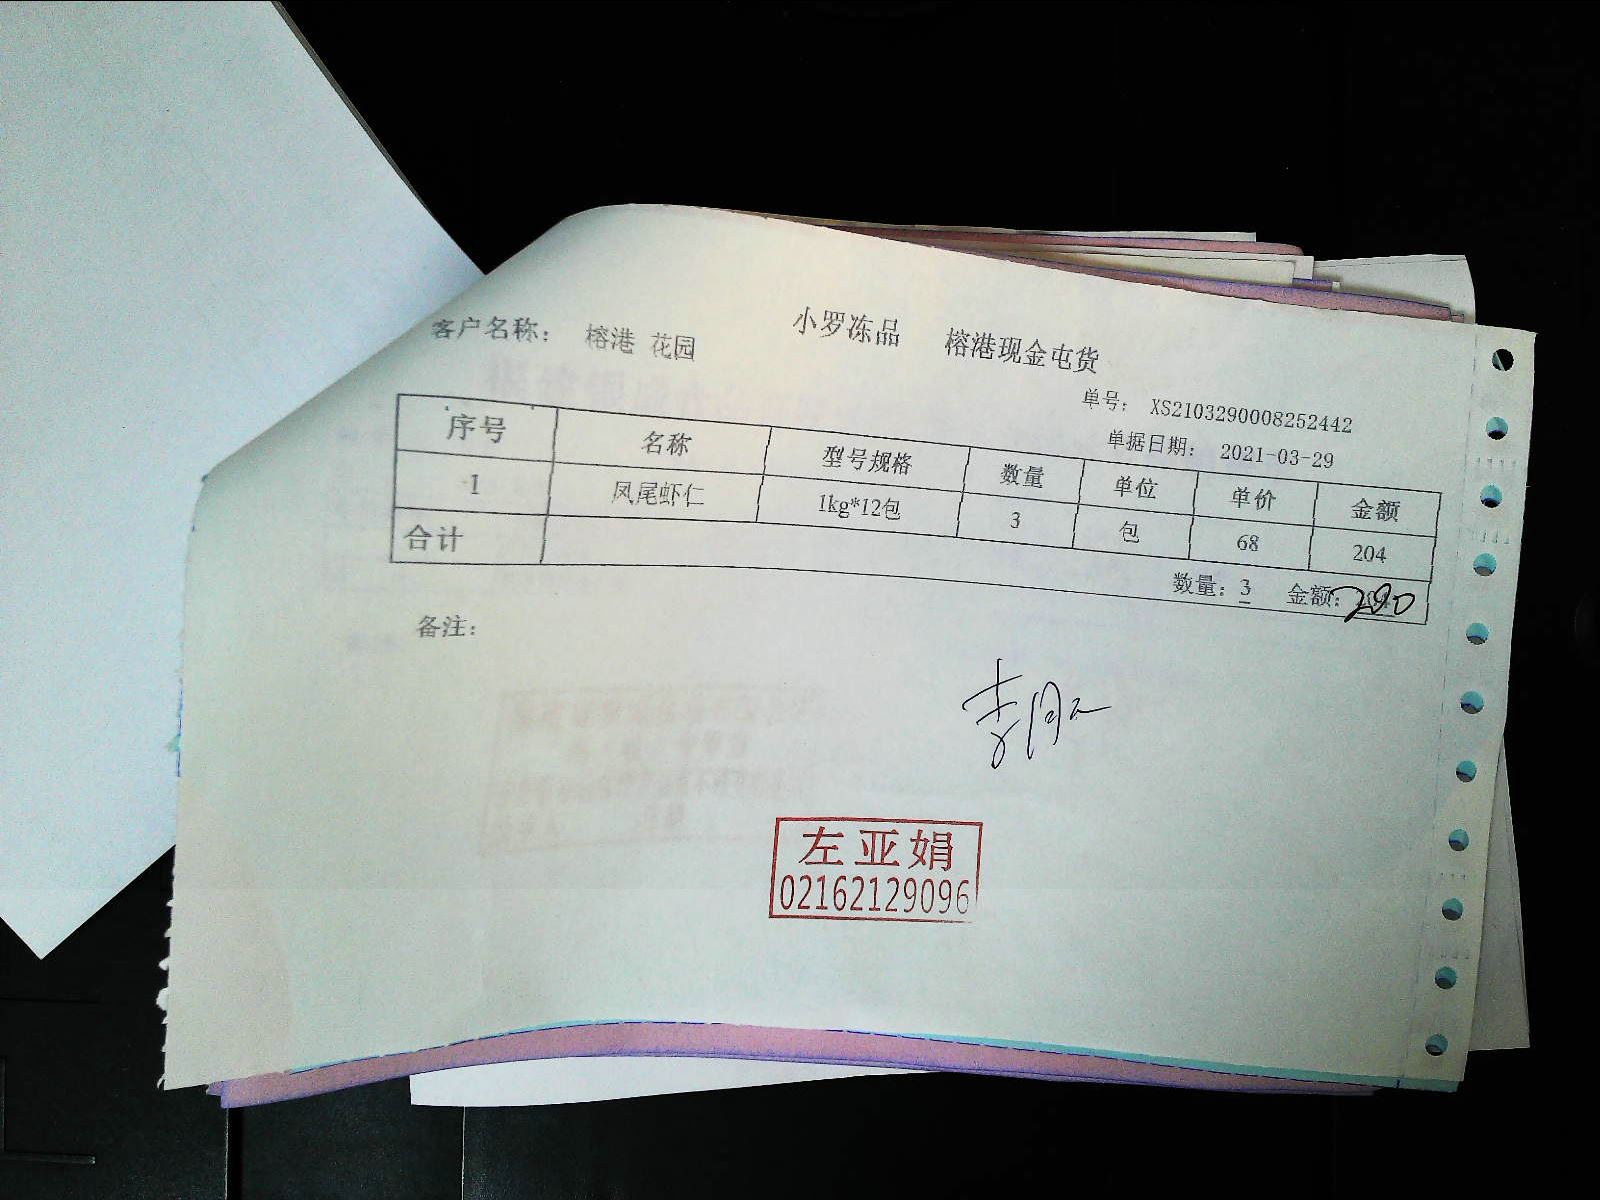 小罗冻品 榕港现金屯货
客户名称： 榕港 花园
单号： XS2103290008252442
单据日期： 2021-03-29
序号 名称 型号规格 数量 单位 单价 金额
1 凤尾虾仁 1kg*12包 3 包 68 204
合计 数量：3 金额：200
备注：
左亚娟
02162129096